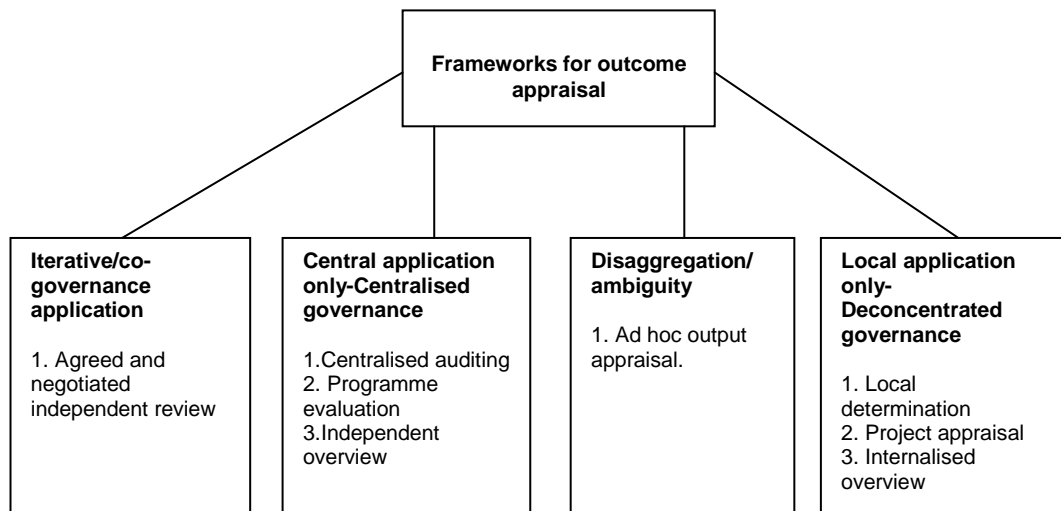 Frameworks for outcome
appraisal
Iterative/co-
governance
application
1. Agreed and
negotiated
independent review
Central application
only-Centralised
governance
1.Centralised auditing
2. Programme
evaluation
3.Independent
overview
Disaggregation/
ambiguity
1. Ad hoc output
appraisal.
Local application
only-
Deconcentrated
governance
1. Local
determination
2. Project appraisal
3. Internalised
overview